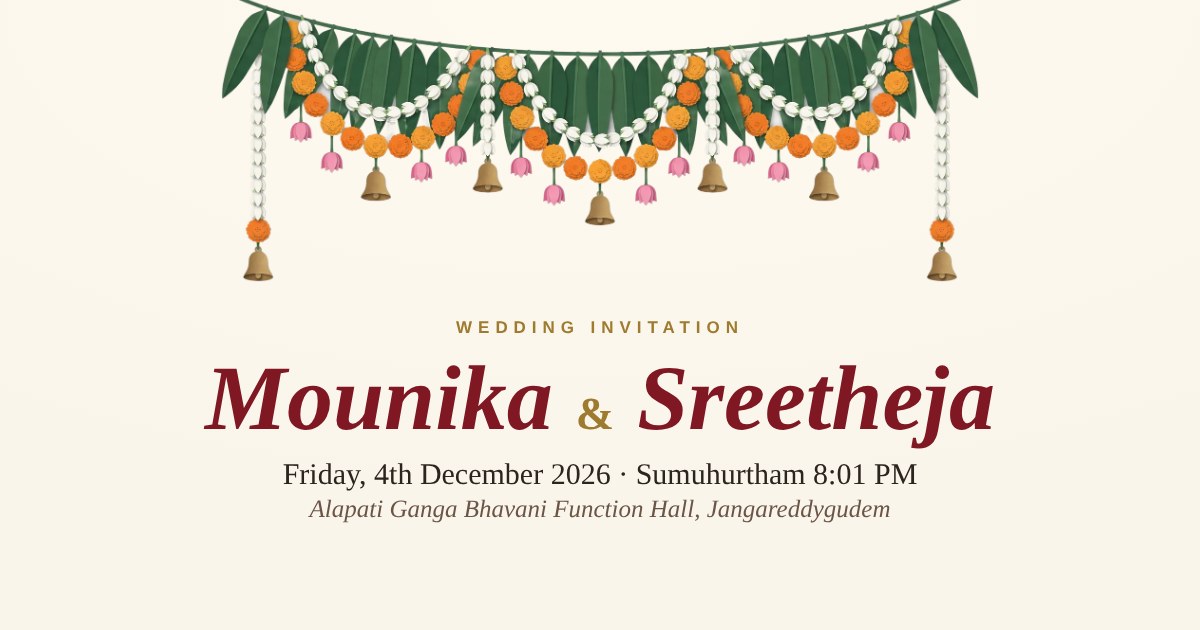 WEDDING INVITATION
Mounika & Sreetheja
Friday, 4th December 2026 · Sumuhurtham 8:01 PM
Alapati Ganga Bhavani Function Hall, Jangareddygudem